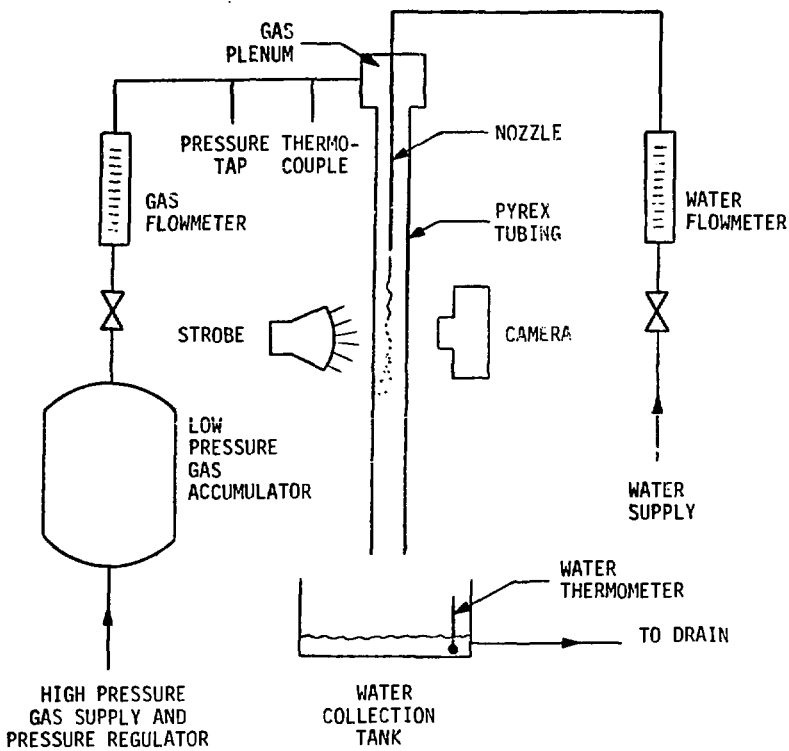 GAS
PLENUM
PRESSURE
TAP
THERMO-
COUPLE
NOZZLE
GAS
FLOWMETER
PYREX
TUBING
WATER
FLOWMETER
STROBE
CAMERA
LOW
PRESSURE
GAS
ACCUMULATOR
WATER
SUPPLY
WATER
THERMOMETER
TO DRAIN
HIGH PRESSURE
GAS SUPPLY AND
PRESSURE REGULATOR
WATER
COLLECTION
TANK